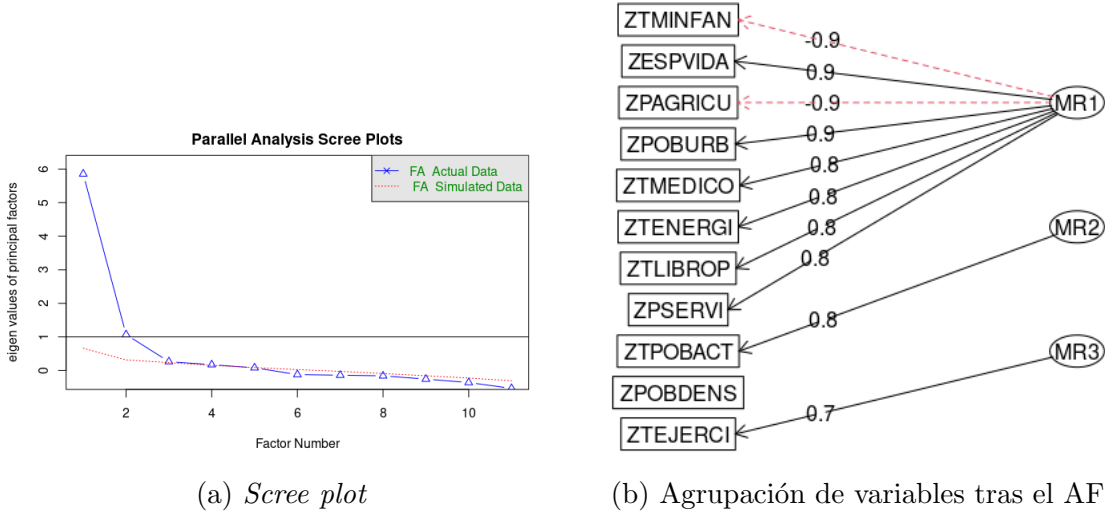 Parallel Analysis Scree Plots
FA Actual Data
FA Simulated Data
eigen values of principal factors
6
5
4
3
2
1
0
2
4
6
8
10
Factor Number
(a) Scree plot
ZTMINFAN
ZESPVIDA
ZPAGRICU
ZPOBURB
ZTMEDICO
ZTENERGI
ZTLIBROP
ZPSERVI
ZTPOBACT
ZPOBDENS
ZTEJERCI
-0.9
0.9
-0.9
0.9
0.8
0.8
0.8
0.8
0.8
0.7
MR1
MR2
MR3
(b) Agrupación de variables tras el AF